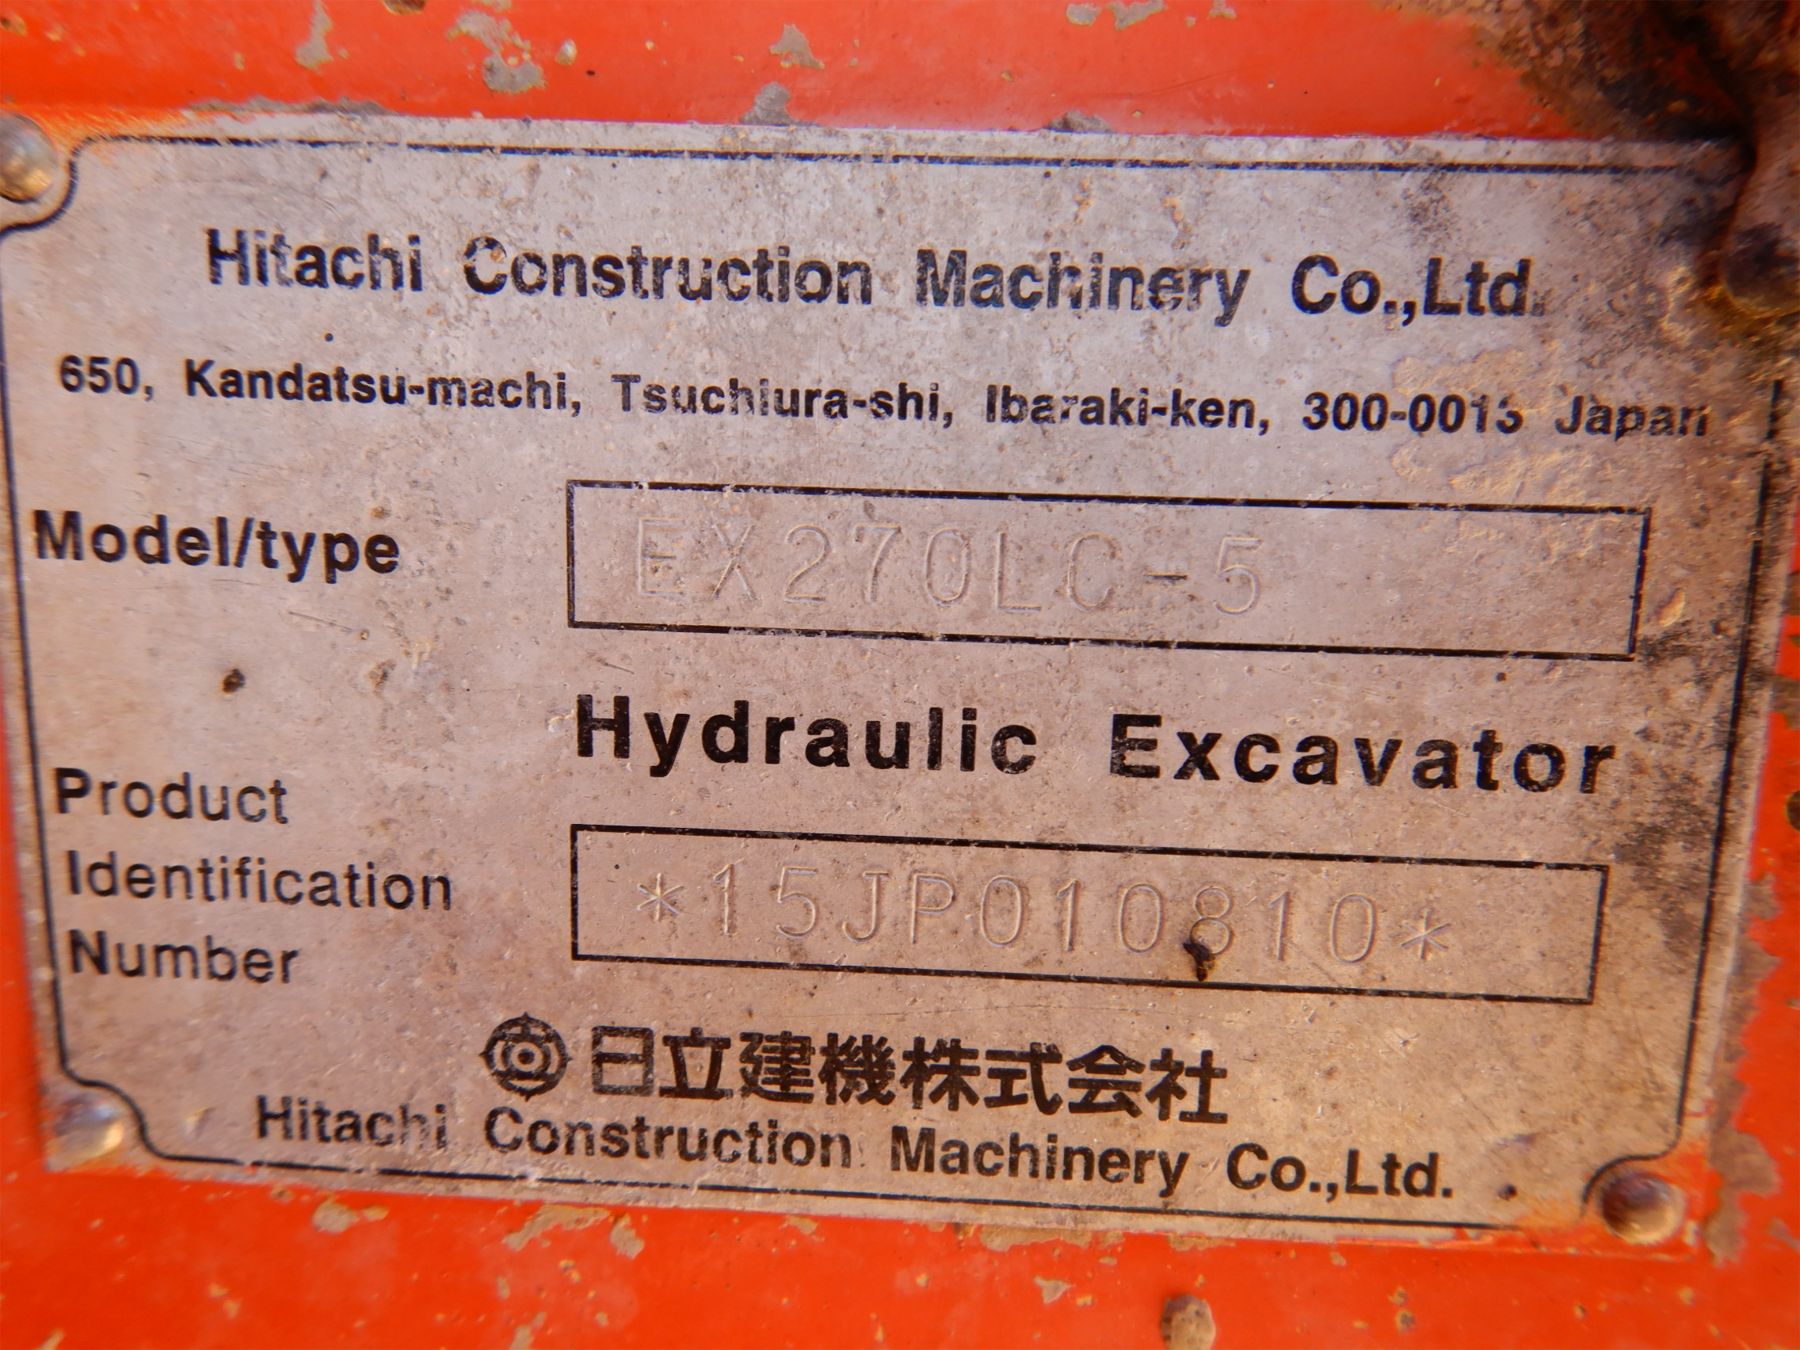 Hitachi Construction Machinery Co.,Ltd.
650, Kandatsu-machi, Tsuchiura-shi, Ibaraki-ken, 300-0013 Japan
Model/type EX270LC-5
Hydraulic Excavator
Product
Identification
Number
*15JP010810*
日立建機株式会社
Hitachi Construction Machinery Co.,Ltd.